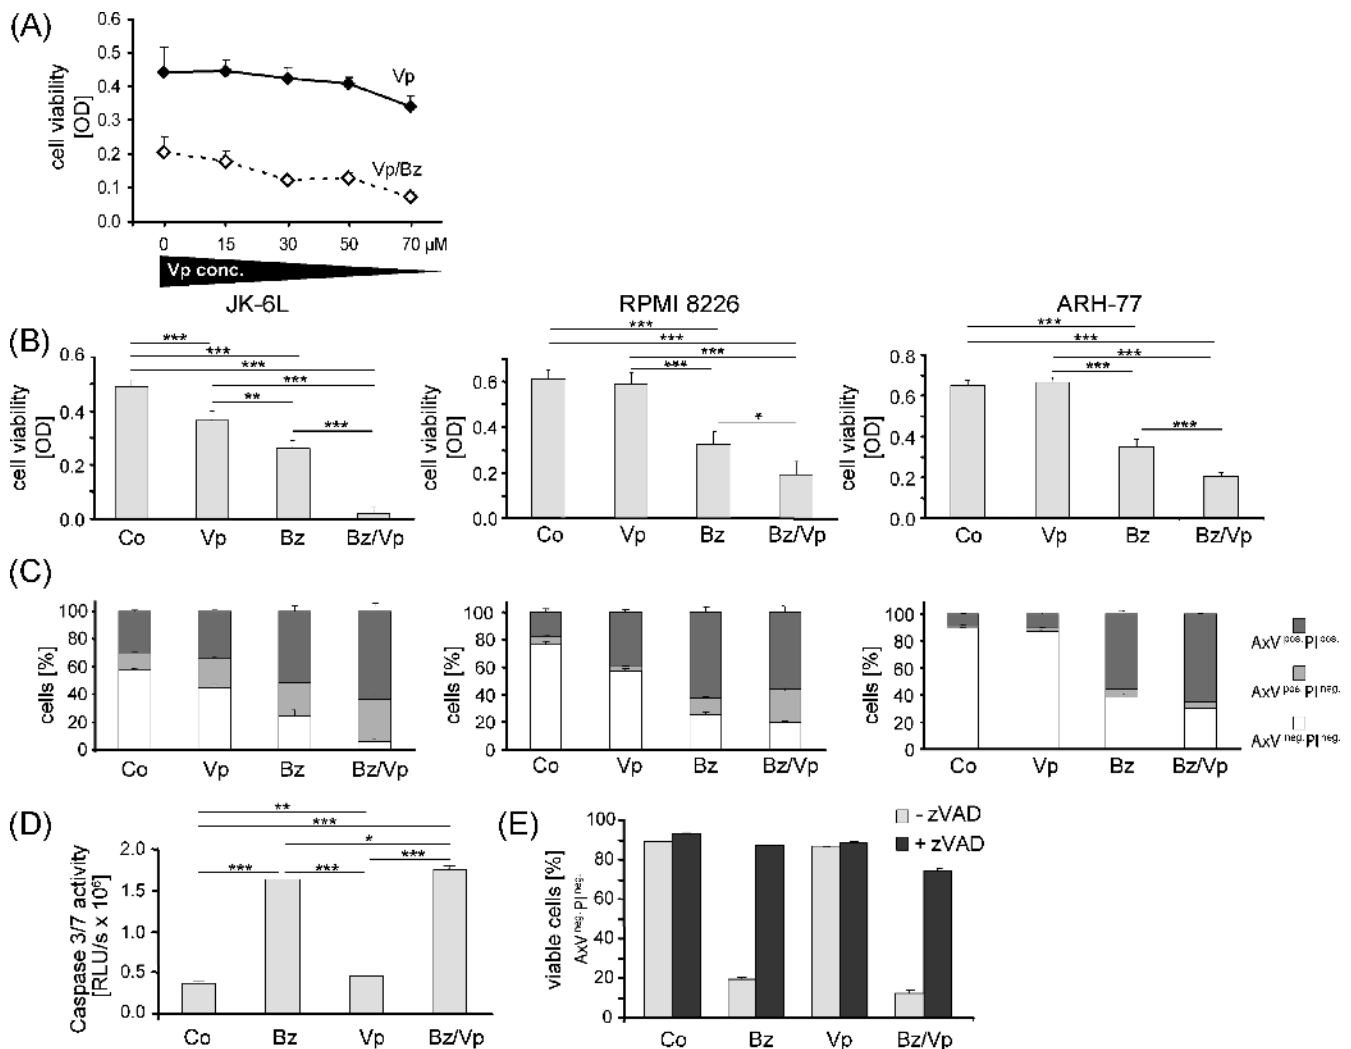 (A)
cell viability
[OD]
0.6
0.5
0.4
0.3
0.2
0.1
0.0
Vp
Vp/Bz
0 15 30 50 70 µM
Vp conc.
(B)
JK-6L
cell viability
[OD]
0.6
0.4
0.2
0.0
***
***
***
***
**
***
Co Vp Bz Bz/Vp
RPMI 8226
cell viability
[OD]
0.6
0.4
0.2
0.0
***
***
***
***
*
Co Vp Bz Bz/Vp
ARH-77
cell viability
[OD]
0.8
0.6
0.4
0.2
0.0
***
***
***
***
***
Co Vp Bz Bz/Vp
(C)
cells [%]
100
80
60
40
20
0
Co Vp Bz Bz/Vp
cells [%]
100
80
60
40
20
0
Co Vp Bz Bz/Vp
cells [%]
100
80
60
40
20
0
Co Vp Bz Bz/Vp
AxV pos. PI pos.
AxV pos. PI neg.
AxV neg. PI neg.
(D)
Caspase 3/7 activity
[RLU/s x 10⁶]
2.0
1.5
1.0
0.5
0.0
**
***
*
*** *** ***
Co Bz Vp Bz/Vp
(E)
viable cells [%]
AxV neg. PI neg.
100
80
60
80
40
20
0
- zVAD
+ zVAD
Co Bz Vp Bz/Vp